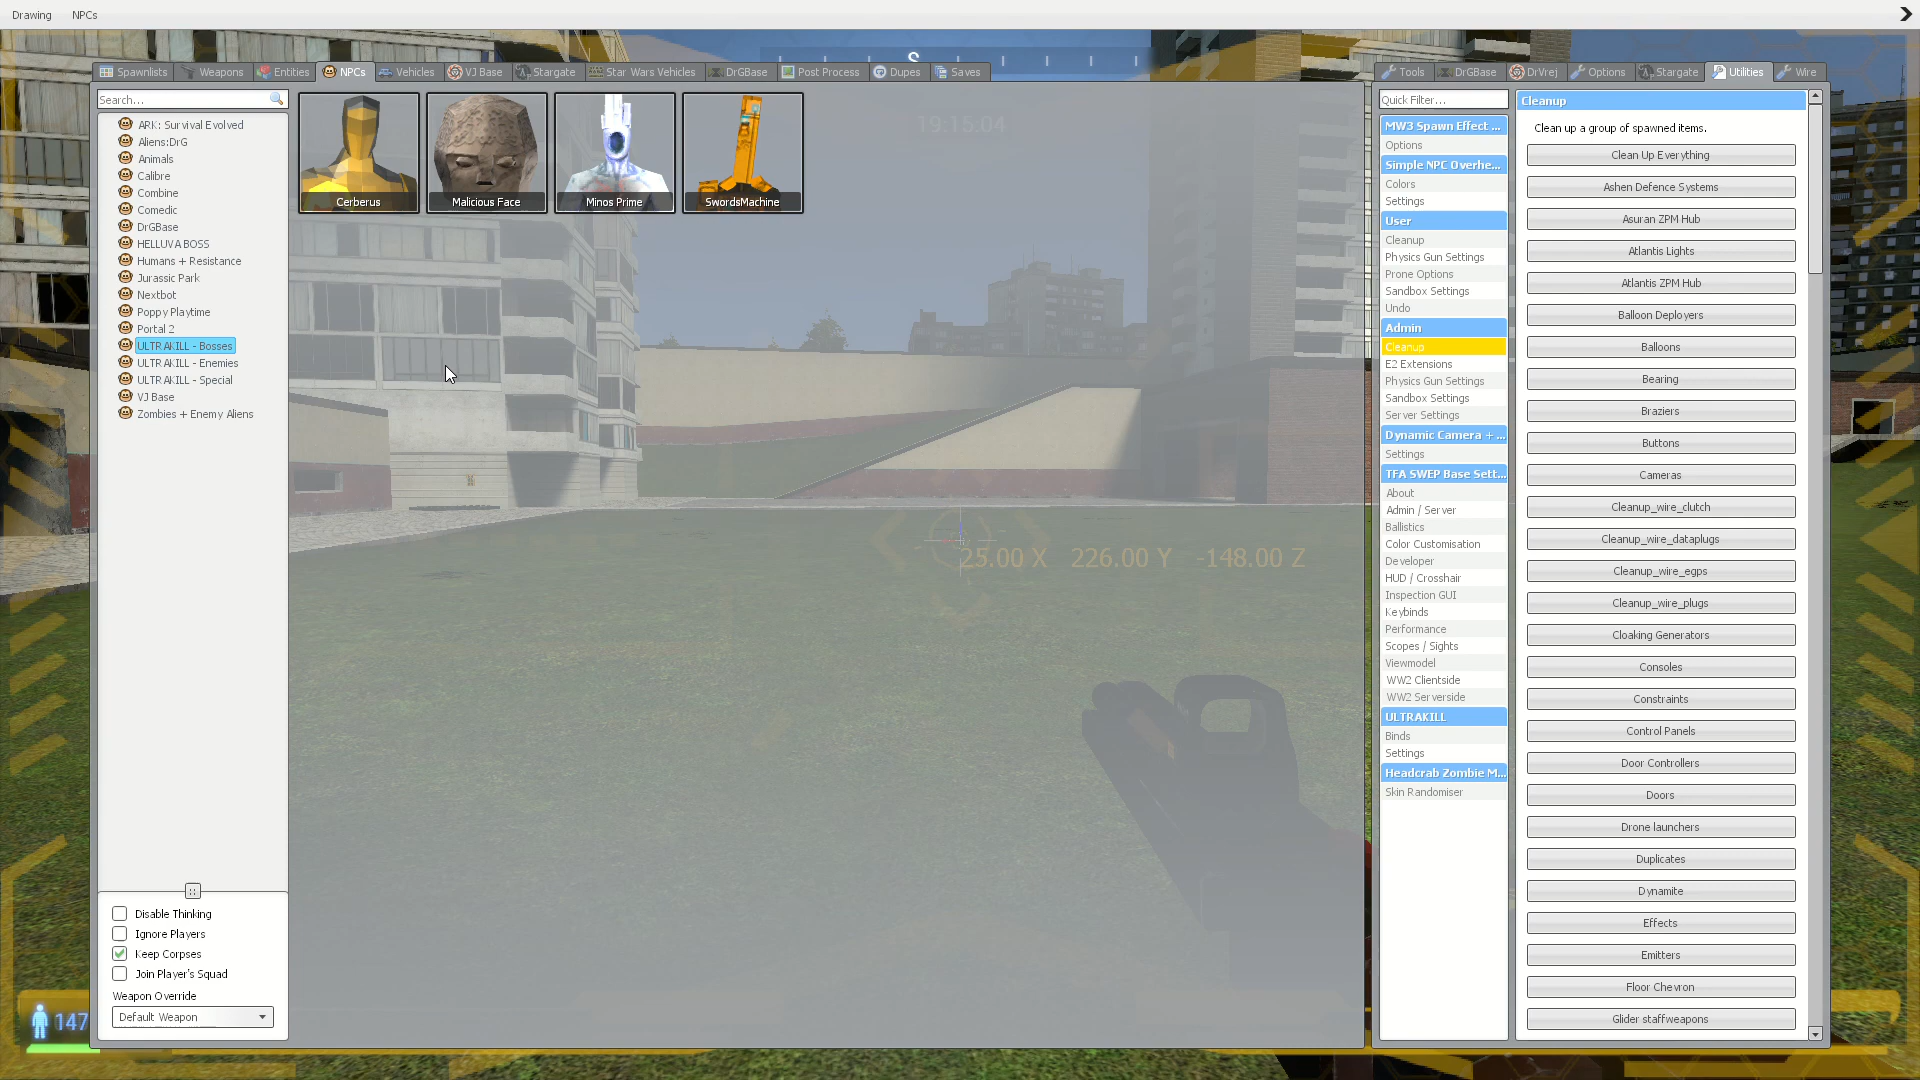 Drawing NPCs
S
Spawnlists Weapons Entities NPCs Vehicles VJ Base Stargate Star Wars Vehicles DrGBase Post Process Dupes Saves
Tools DrGBase DrVrej Options Stargate Utilities Wire
Search...
ARK: Survival Evolved
Aliens:DrG
Animals
Calibre
Combine
Comedic
DrGBase
HELLUVA BOSS
Humans + Resistance
Jurassic Park
Nextbot
Poppy Playtime
Portal 2
ULTRAKILL - Bosses
ULTRAKILL - Enemies
ULTRAKILL - Special
VJ Base
Zombies + Enemy Aliens
Disable Thinking
Ignore Players
Keep Corpses
Join Player's Squad
Weapon Override
Default Weapon
147
Cerberus
Malicious Face
Minos Prime
SwordsMachine
19:15:04
25.00 X 226.00 Y -148.00 Z
Quick Filter...
MW3 Spawn Effect ...
Options
Simple NPC Overhe...
Colors
Settings
User
Cleanup
Physics Gun Settings
Prone Options
Sandbox Settings
Undo
Admin
Cleanup
E2 Extensions
Physics Gun Settings
Sandbox Settings
Server Settings
Dynamic Camera + ...
Settings
TFA SWEP Base Sett...
About
Admin / Server
Ballistics
Color Customisation
Developer
HUD / Crosshair
Inspection GUI
Keybinds
Performance
Scopes / Sights
Viewmodel
WW2 Clientside
WW2 Serverside
ULTRAKILL
Binds
Settings
Headcrab Zombie M...
Skin Randomiser
Cleanup
Clean up a group of spawned items.
Clean Up Everything
Ashen Defence Systems
Asuran ZPM Hub
Atlantis Lights
Atlantis ZPM Hub
Balloon Deployers
Balloons
Bearing
Braziers
Buttons
Cameras
Cleanup_wire_clutch
Cleanup_wire_dataplugs
Cleanup_wire_egps
Cleanup_wire_plugs
Cloaking Generators
Consoles
Constraints
Control Panels
Door Controllers
Doors
Drone launchers
Duplicates
Dynamite
Effects
Emitters
Floor Chevron
Glider staffweapons